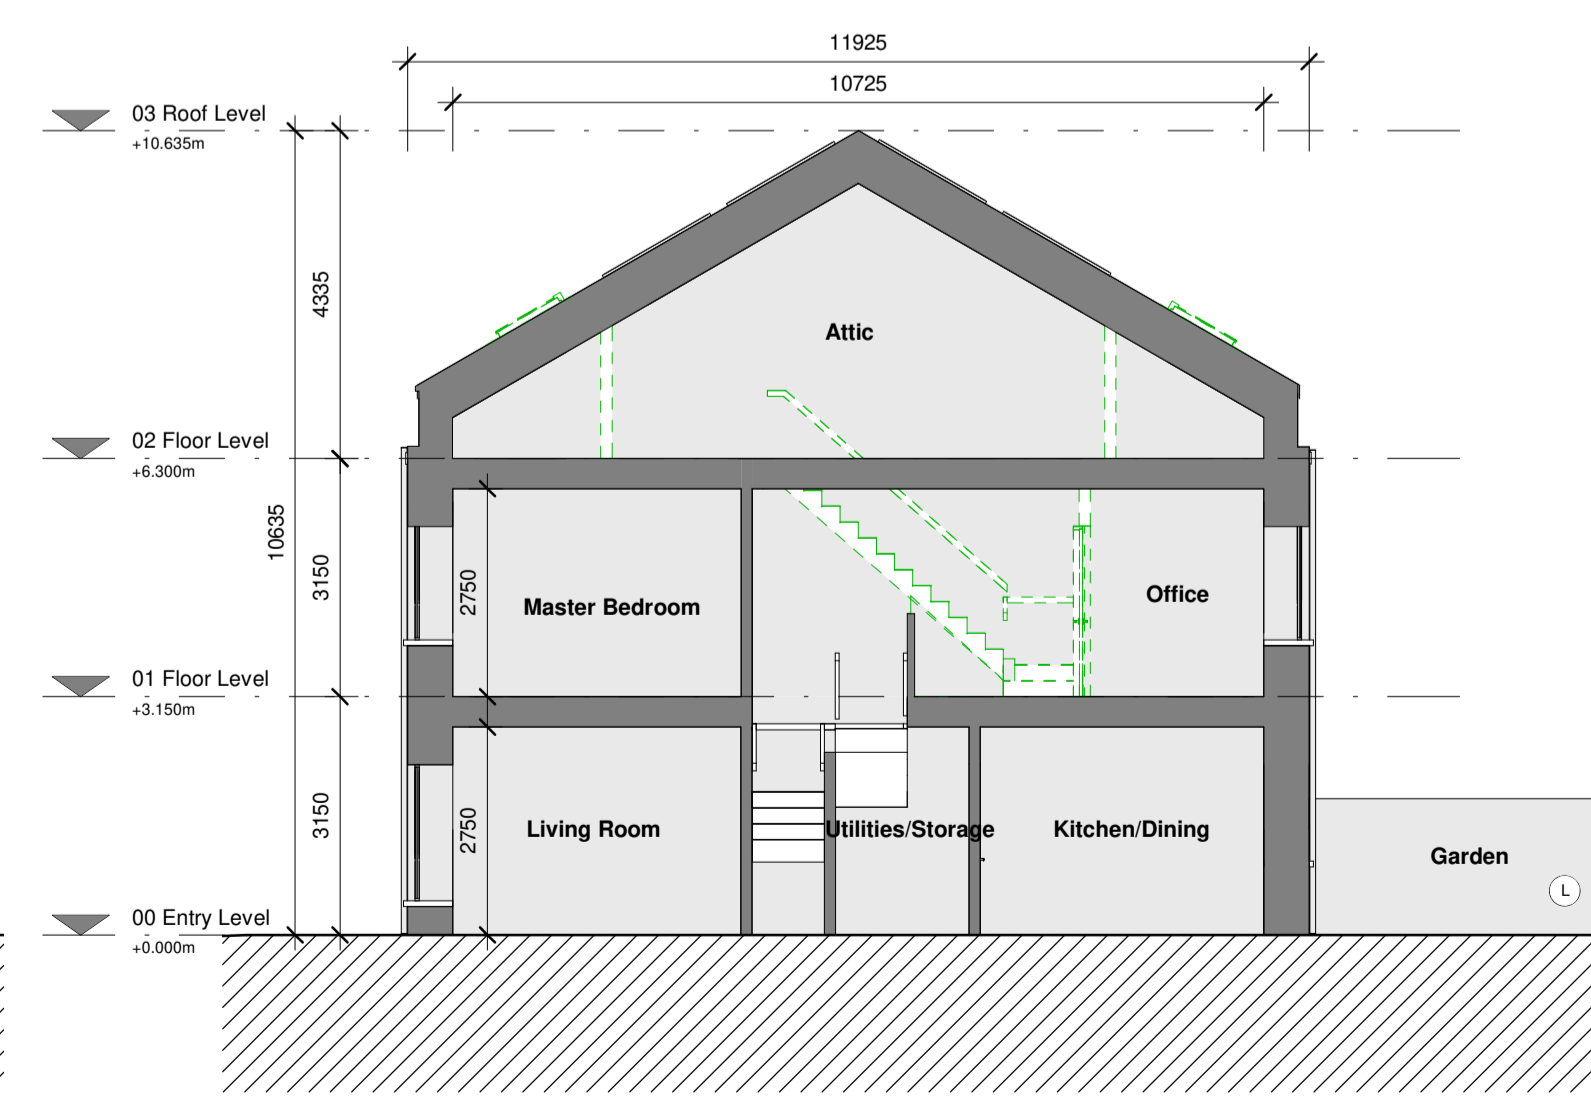 11925
10725
03 Roof Level
+10.635m
4335
Attic
02 Floor Level
+6.300m
10635
3150
2750
Master Bedroom
Office
01 Floor Level
+3.150m
3150
2750
Living Room
Utilities/Storage
Kitchen/Dining
Garden
L
00 Entry Level
+0.000m